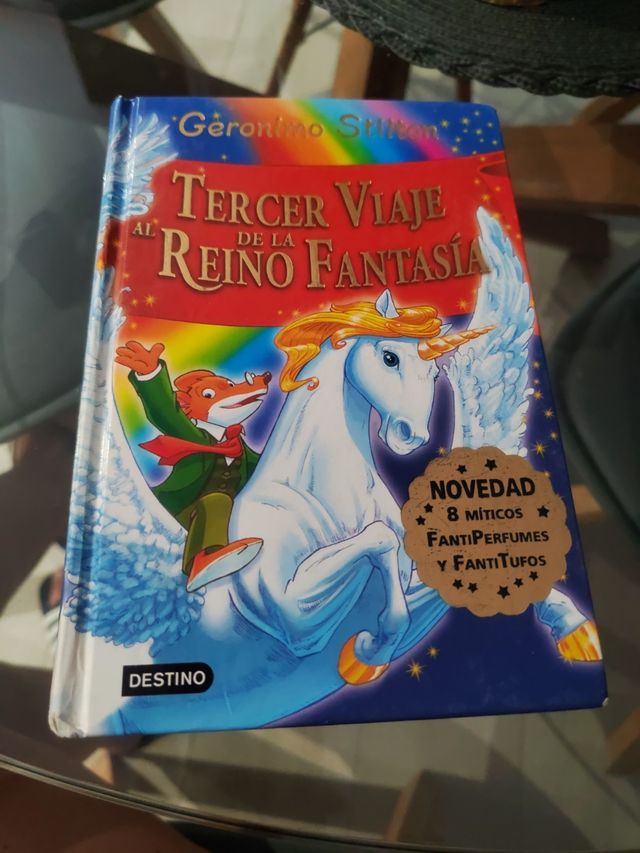 Geronimo Stilton
TERCER VIAJE
AL REINO DE LA FANTASÍA
NOVEDAD
8 MÍTICOS
FANTIPERFUMES
Y FANTITUFOS
DESTINO